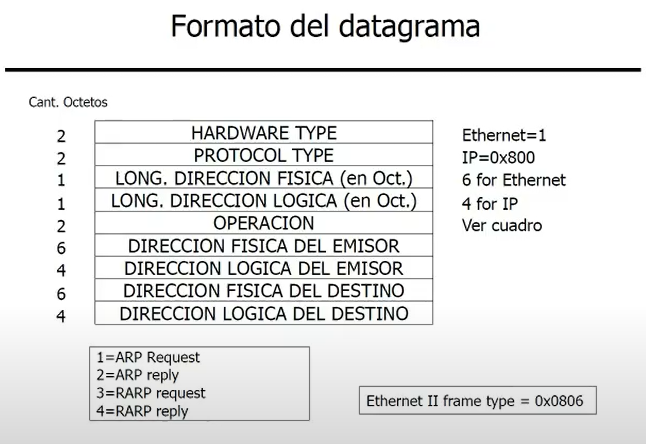 Formato del datagrama
Cant. Octetos
2 HARDWARE TYPE Ethernet=1
2 PROTOCOL TYPE IP=0x800
1 LONG. DIRECCION FISICA (en Oct.) 6 for Ethernet
1 LONG. DIRECCION LOGICA (en Oct.) 4 for IP
2 OPERACION Ver cuadro
6 DIRECCION FISICA DEL EMISOR
4 DIRECCION LOGICA DEL EMISOR
6 DIRECCION FISICA DEL DESTINO
4 DIRECCION LOGICA DEL DESTINO
1=ARP Request
2=ARP reply
3=RARP request
4=RARP reply
Ethernet II frame type = 0x0806